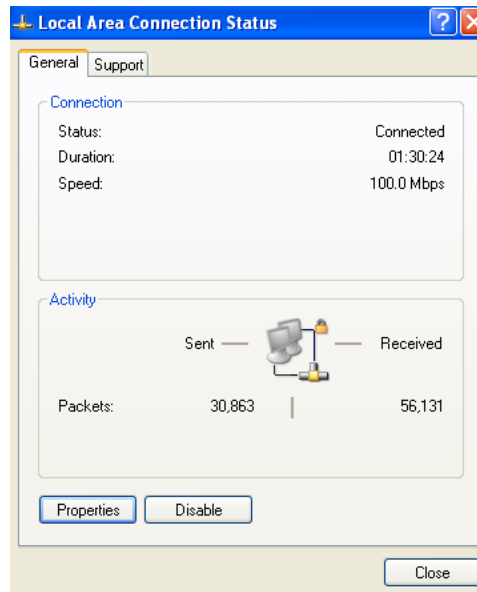 Local Area Connection Status
General Support
Connection
Status: Connected
Duration: 01:30:24
Speed: 100.0 Mbps
Activity
Sent Received
Packets: 30,863 56,131
Properties Disable
Close